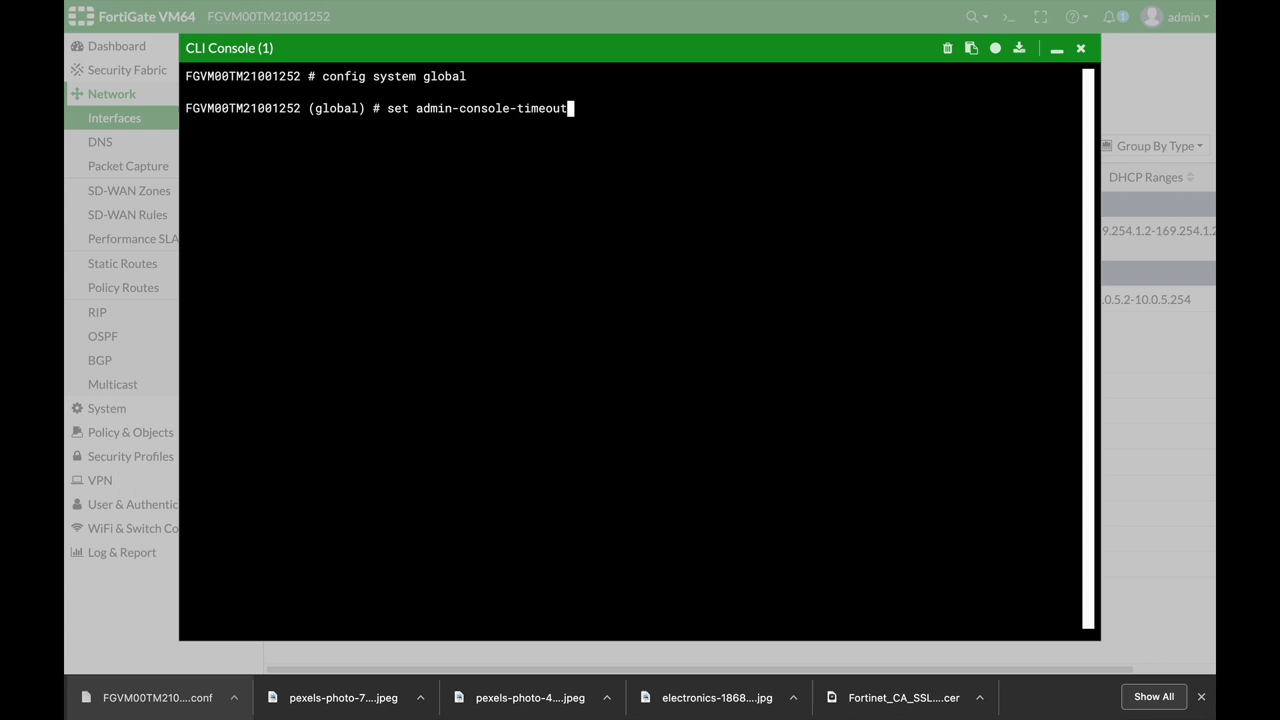 FortiGate VM64 FGVM00TM21001252
1 admin
Dashboard
Security Fabric
Network
Interfaces
DNS
Packet Capture
SD-WAN Zones
SD-WAN Rules
Performance SLA
Static Routes
Policy Routes
RIP
OSPF
BGP
Multicast
System
Policy & Objects
Security Profiles
VPN
User & Authentic
WiFi & Switch Co
Log & Report
CLI Console (1)
FGVM00TM21001252 # config system global
FGVM00TM21001252 (global) # set admin-console-timeout
Group By Type
DHCP Ranges
9.254.1.2-169.254.1.2
.0.5.2-10.0.5.254
FGVM00TM210....conf
pexels-photo-7....jpeg
pexels-photo-4....jpeg
electronics-1868....jpg
Fortinet_CA_SSL....cer
Show All